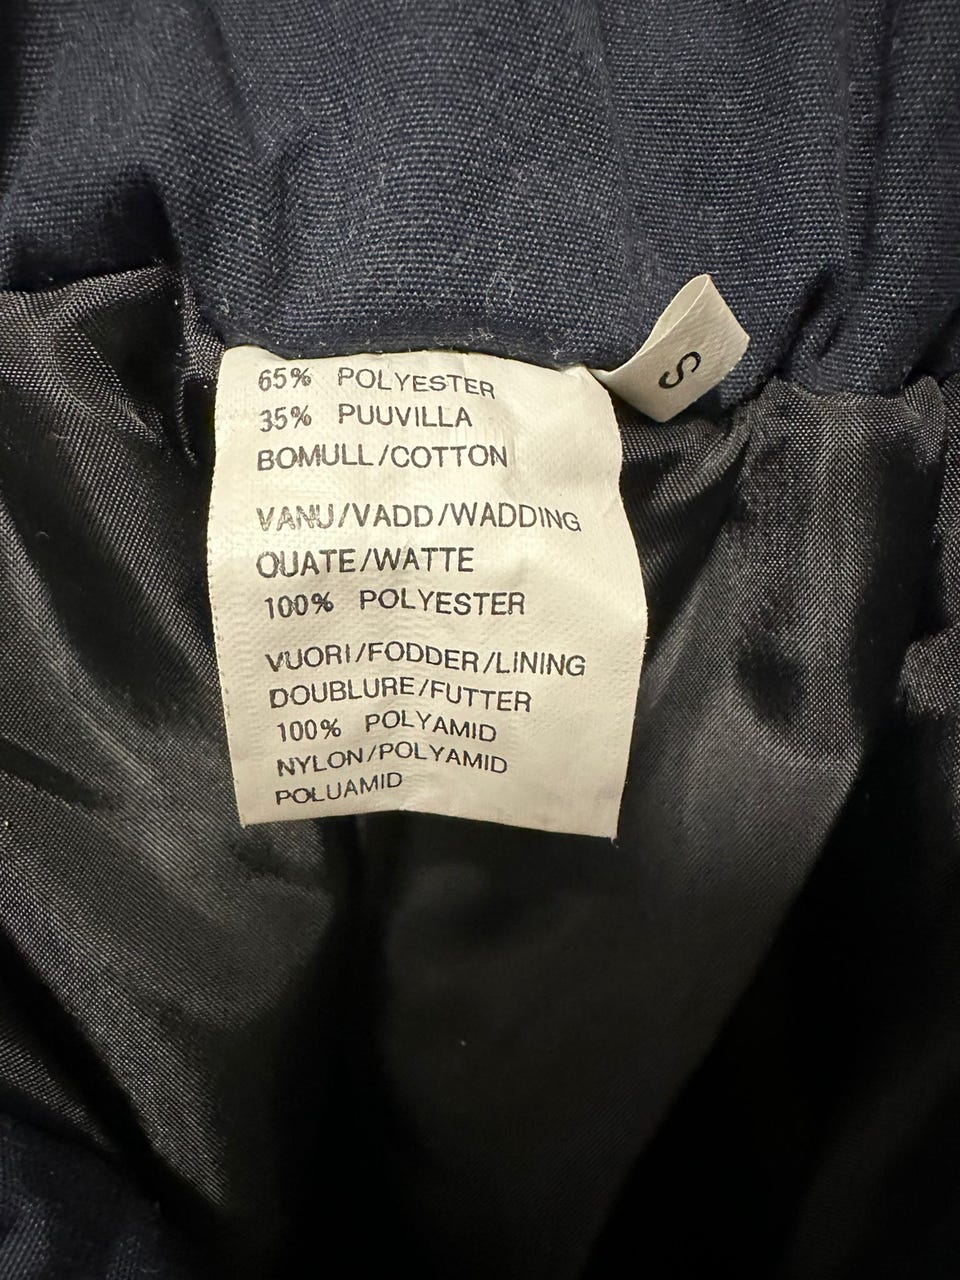 65% POLYESTER
35% PUUVILLA
BOMULL/COTTON
VANU/VADD/WADDING
OUATE/WATTE
100% POLYESTER
VUORI/FODDER/LINING
DOUBLURE/FUTTER
100% POLYAMID
NYLON/POLYAMID
POLUAMID
S